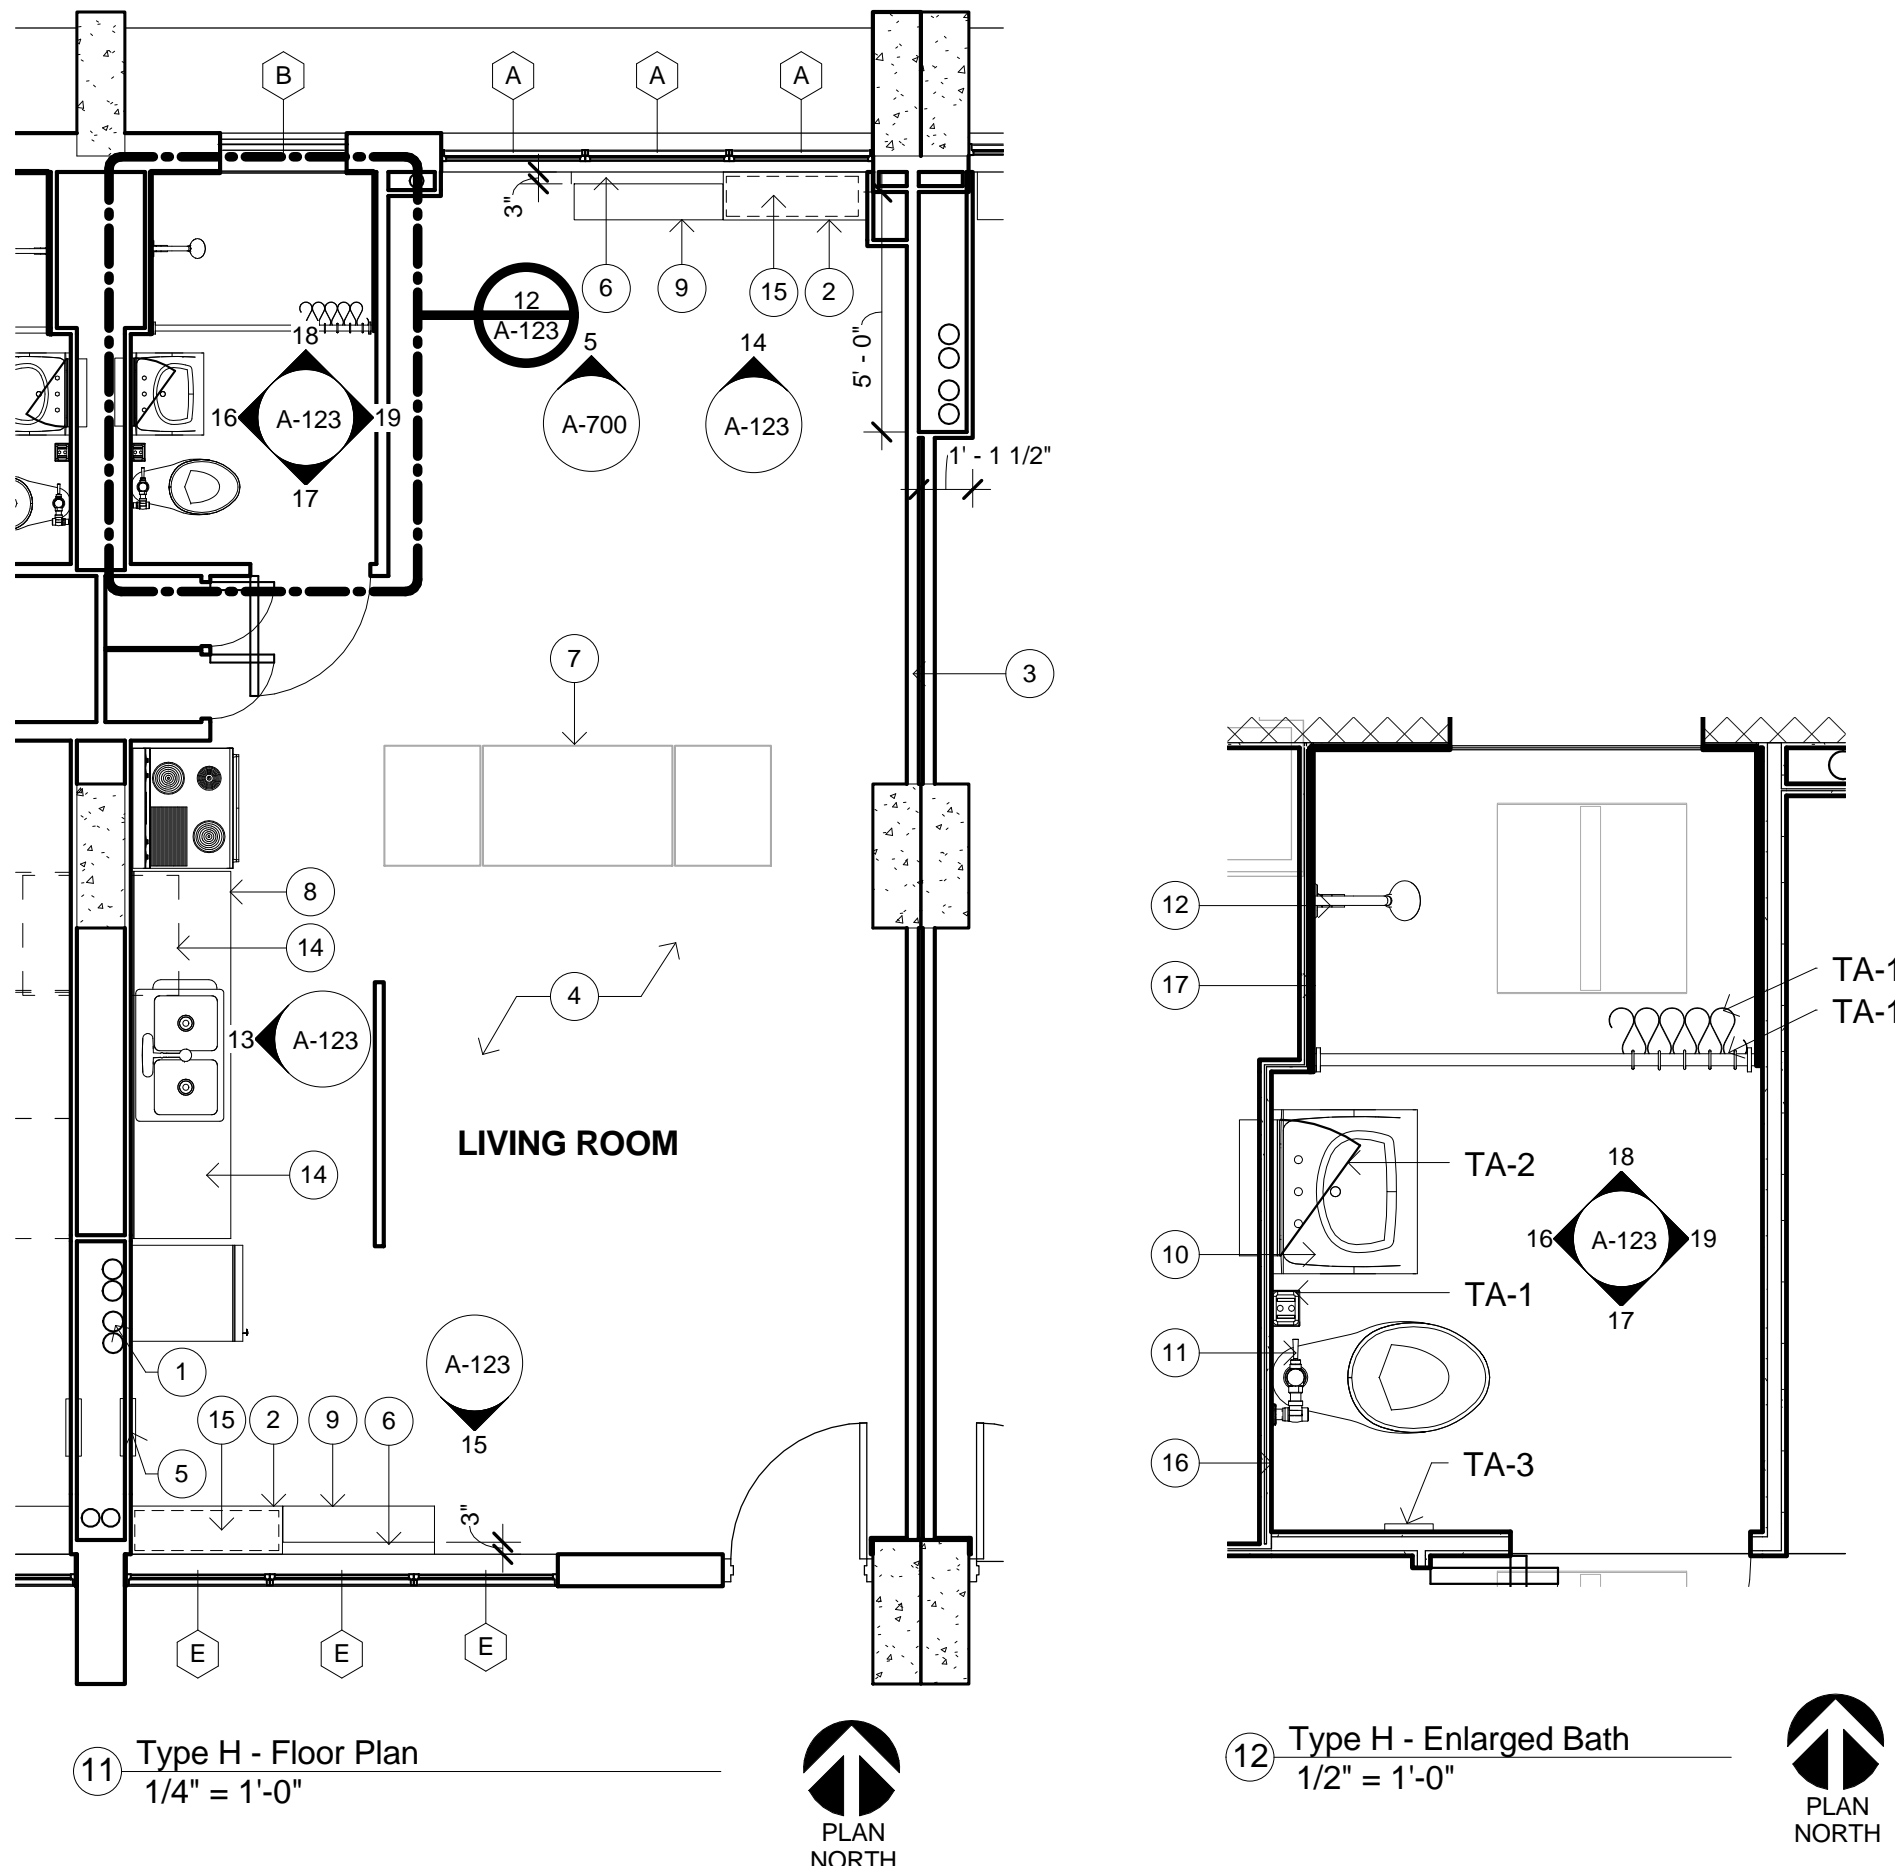 B
A
A
A
3"
6
9
15
2
12
A-123
5
A-700
14
A-123
5' - 0"
18
16
A-123
19
17
1' - 1 1/2"
7
3
8
14
4
13
A-123
LIVING ROOM
14
A-123
15
1
15
2
9
6
5
3"
E
E
E
11
Type H - Floor Plan
1/4" = 1'-0"
PLAN
NORTH
12
17
TA-1
TA-1
TA-2
18
16
A-123
19
17
10
TA-1
11
16
TA-3
12
Type H - Enlarged Bath
1/2" = 1'-0"
PLAN
NORTH